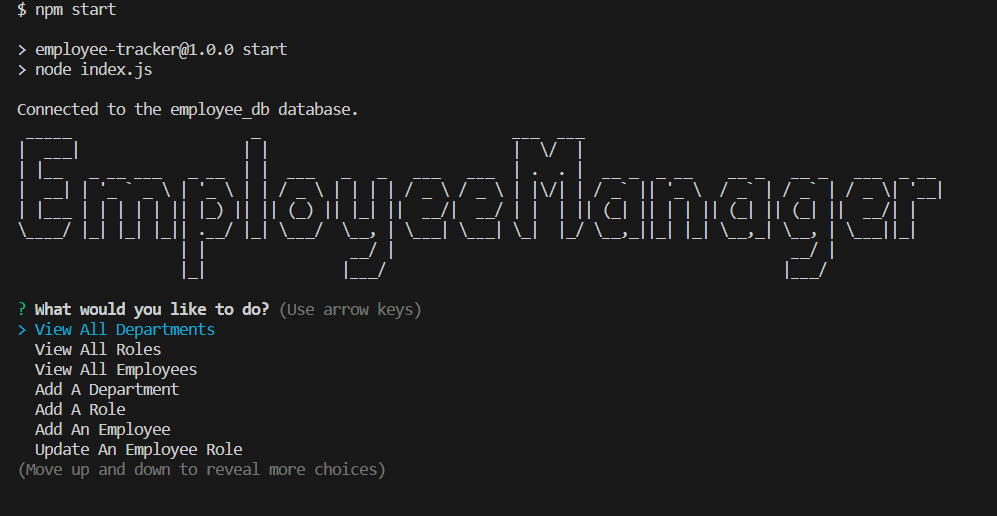 $ npm start
> employee-tracker@1.0.0 start
> node index.js
Connected to the employee_db database.
EmployeeManager
? What would you like to do? (Use arrow keys)
> View All Departments
View All Roles
View All Employees
Add A Department
Add A Role
Add An Employee
Update An Employee Role
(Move up and down to reveal more choices)